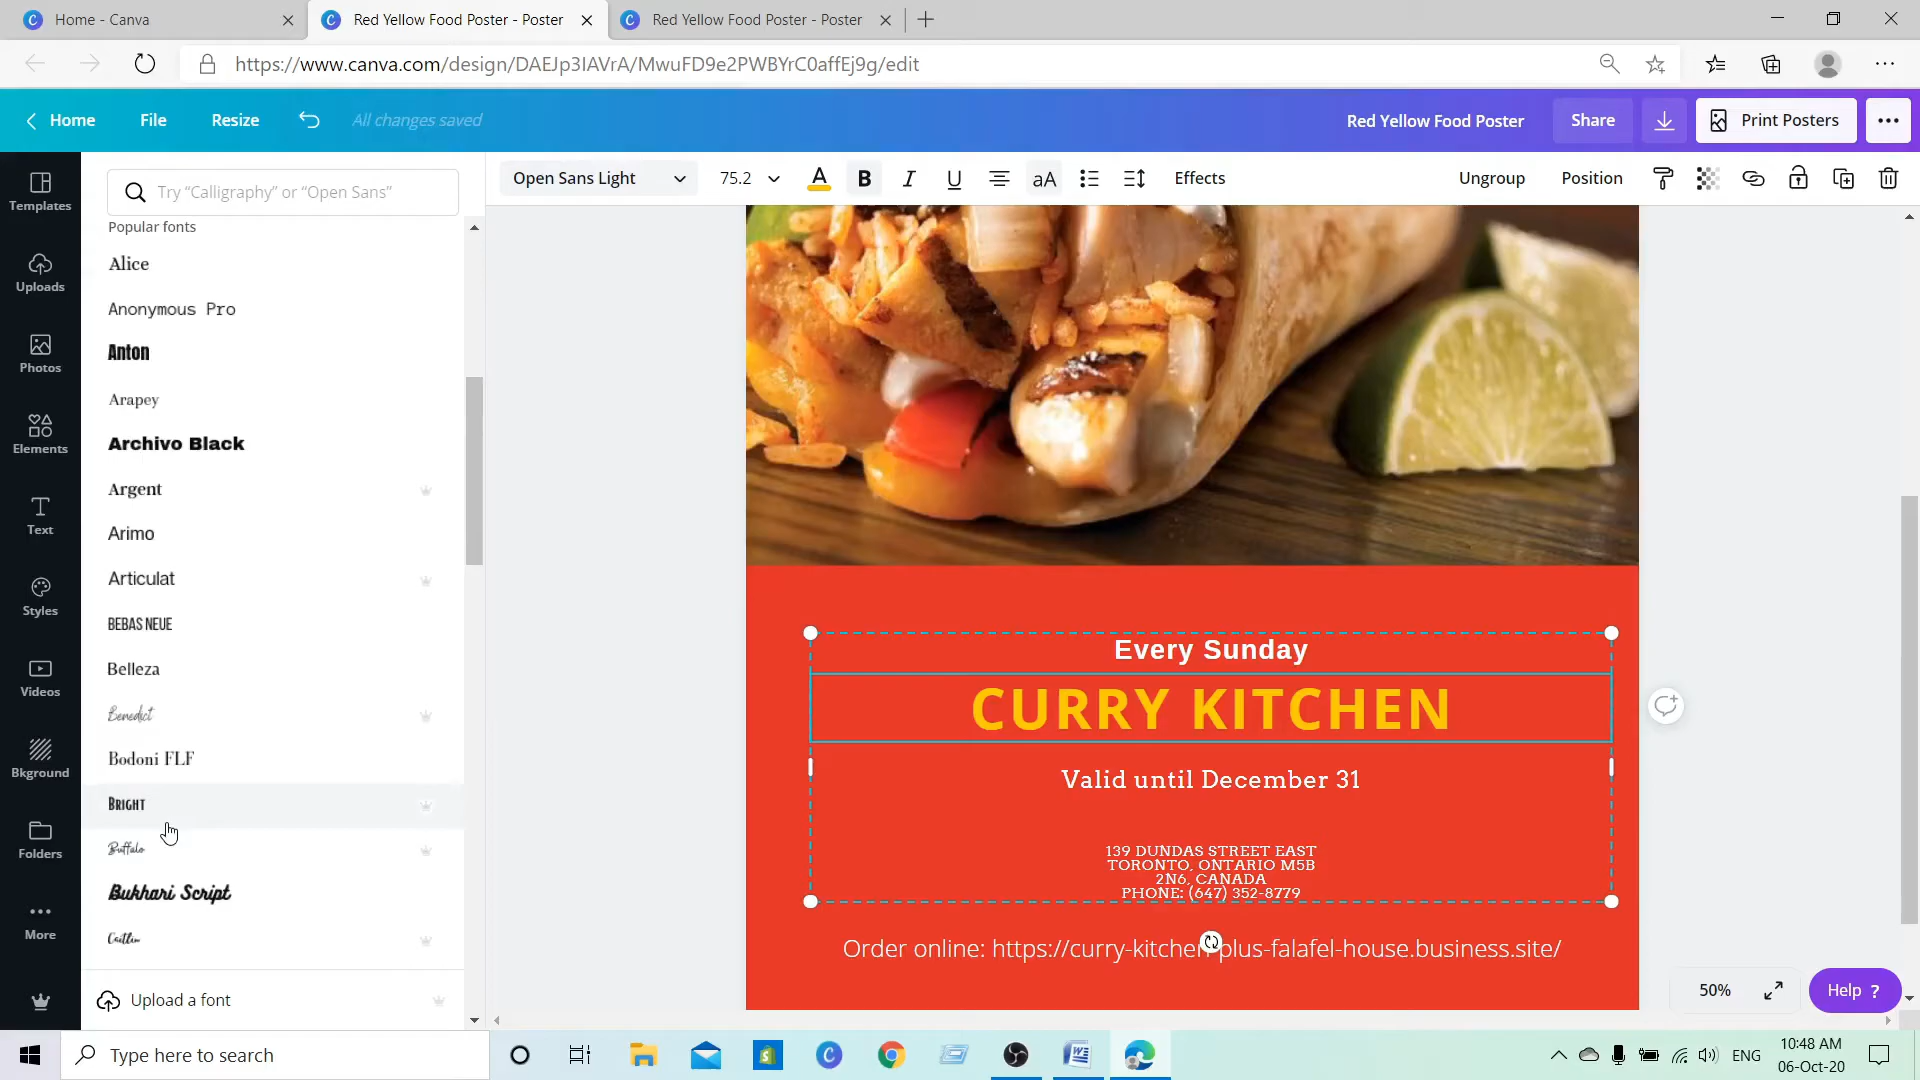 Home - Canva
Red Yellow Food Poster - Poster
Red Yellow Food Poster - Poster
https://www.canva.com/design/DAEJp3IAVrA/MwuFD9e2PWBYrC0affEj9g/edit
Home
File
Resize
All changes saved
Red Yellow Food Poster
Share
Print Posters
Templates
Uploads
Photos
Elements
Text
Styles
Videos
Bkground
Folders
More
Try “Calligraphy” or “Open Sans”
Popular fonts
Alice
Anonymous Pro
Anton
Arapey
Archivo Black
Argent
Arimo
Articulat
BEBAS NEUE
Belleza
Benedict
Bodoni FLF
BRIGHT
Buffalo
Bukhari Script
Caitlin
Upload a font
Open Sans Light
75.2
A
B
I
U
aA
Effects
Ungroup
Position
Every Sunday
CURRY KITCHEN
Valid until December 31
139 DUNDAS STREET EAST
TORONTO, ONTARIO M5B
2N6, CANADA
PHONE: (647) 352-8779
Order online: https://curry-kitchen-plus-falafel-house.business.site/
50%
Help ?
Type here to search
ENG
10:48 AM
06-Oct-20